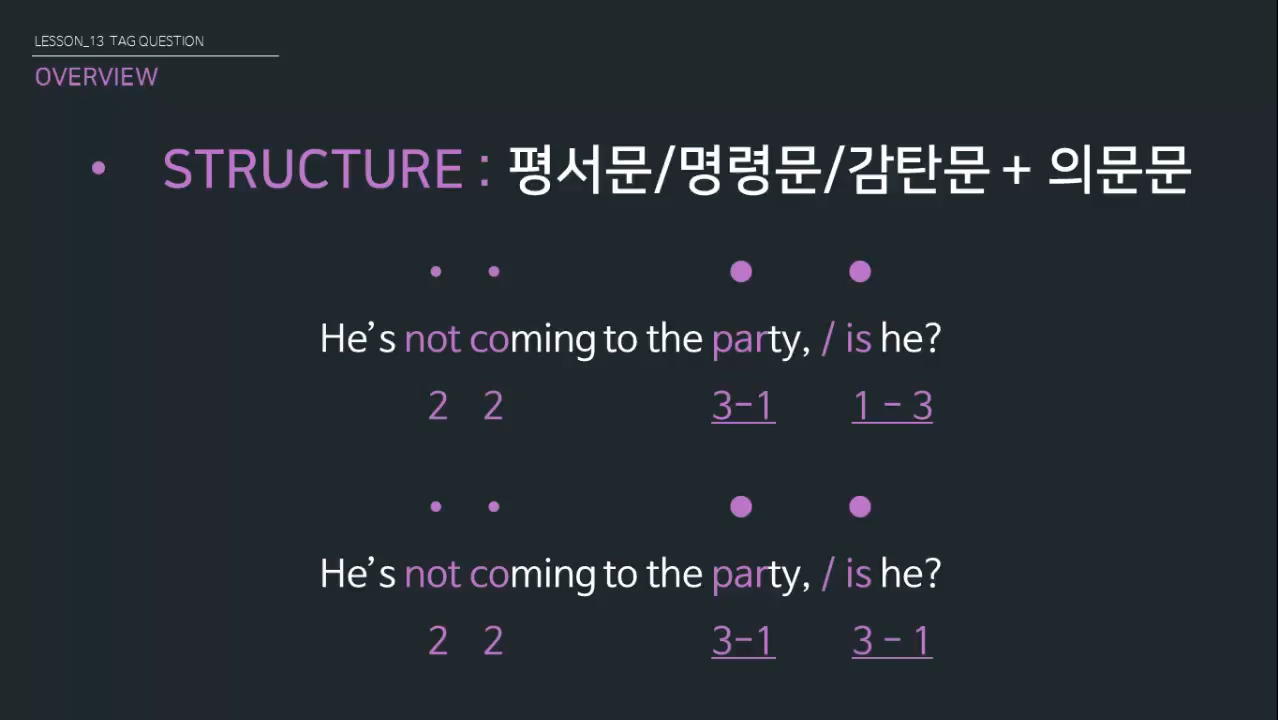 LESSON_13 TAG QUESTION
OVERVIEW
• STRUCTURE : 평서문/명령문/감탄문 + 의문문
He’s not coming to the party, / is he?
2 2 3-1 1 - 3
He’s not coming to the party, / is he?
2 2 3-1 3 - 1